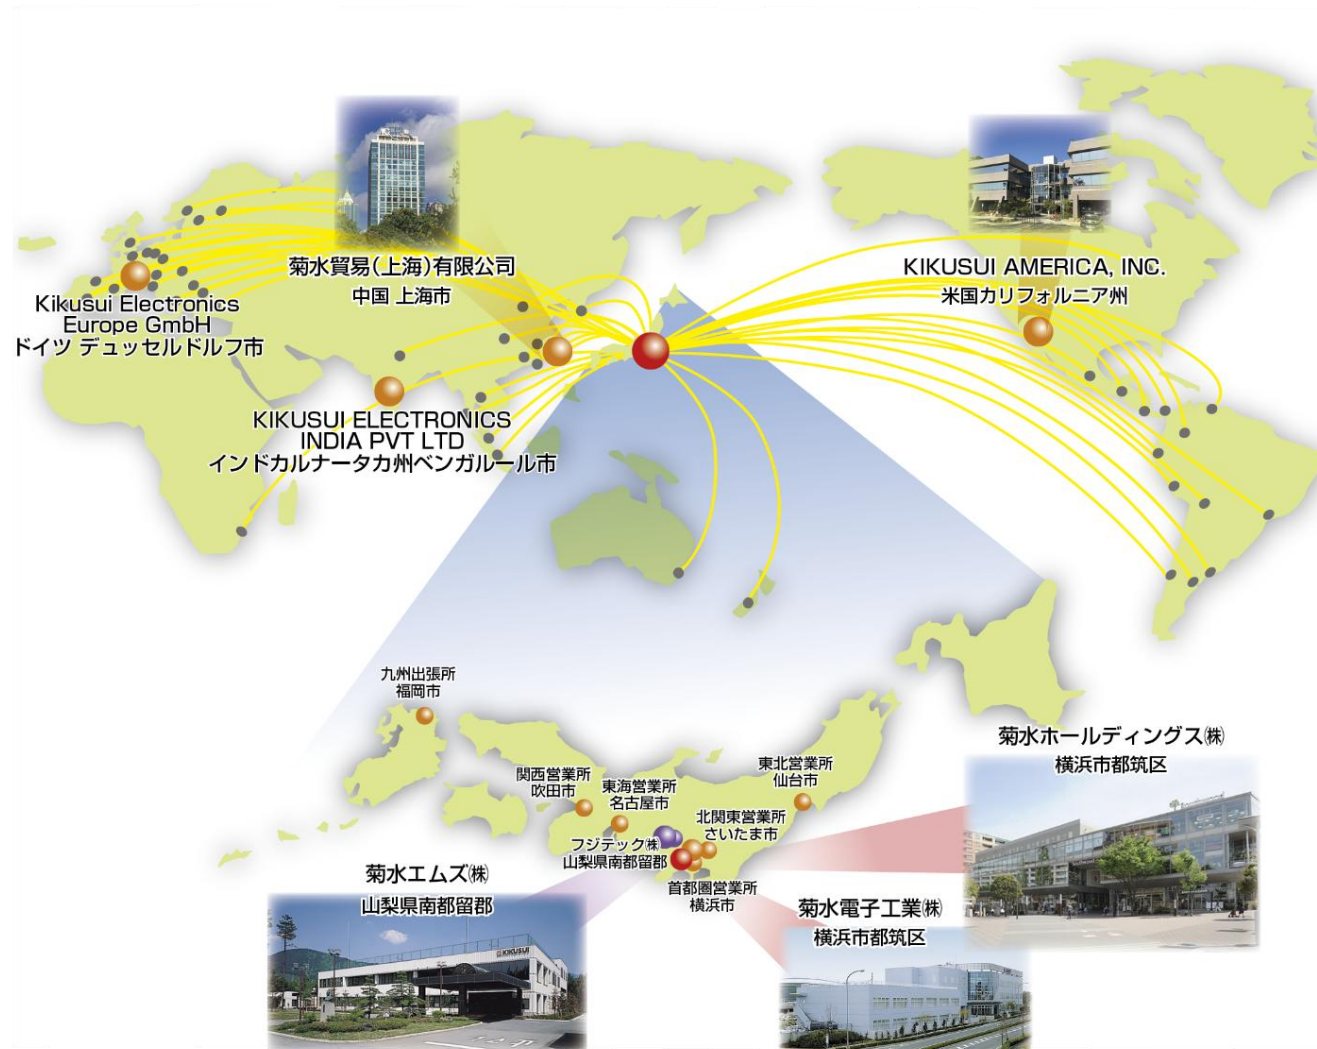 菊水貿易(上海)有限公司
中国 上海市
KIKUSUI AMERICA, INC.
米国カリフォルニア州
Kikusui Electronics
Europe GmbH
ドイツ デュッセルドルフ市
KIKUSUI ELECTRONICS
INDIA PVT LTD
インドカルナータカ州ベンガルール市
九州出張所
福岡市
関西営業所
吹田市
東海営業所
名古屋市
東北営業所
仙台市
北関東営業所
さいたま市
フジテック㈱
山梨県南都留郡
首都圏営業所
横浜市
菊水ホールディングス㈱
横浜市都筑区
菊水エムズ㈱
山梨県南都留郡
KIKUSUI
菊水電子工業㈱
横浜市都筑区